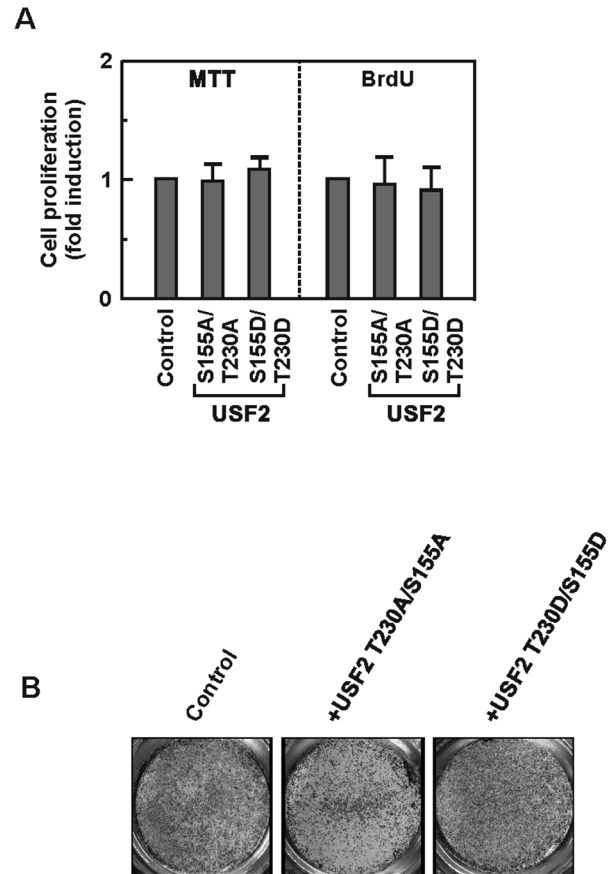 A
2
MTT
BrdU
Cell proliferation
(fold induction)
1
0
Control
S155A/
T230A
S155D/
T230D
Control
S155A/
T230A
S155D/
T230D
USF2
USF2
B
Control
+USF2 T230A/S155A
+USF2 T230D/S155D